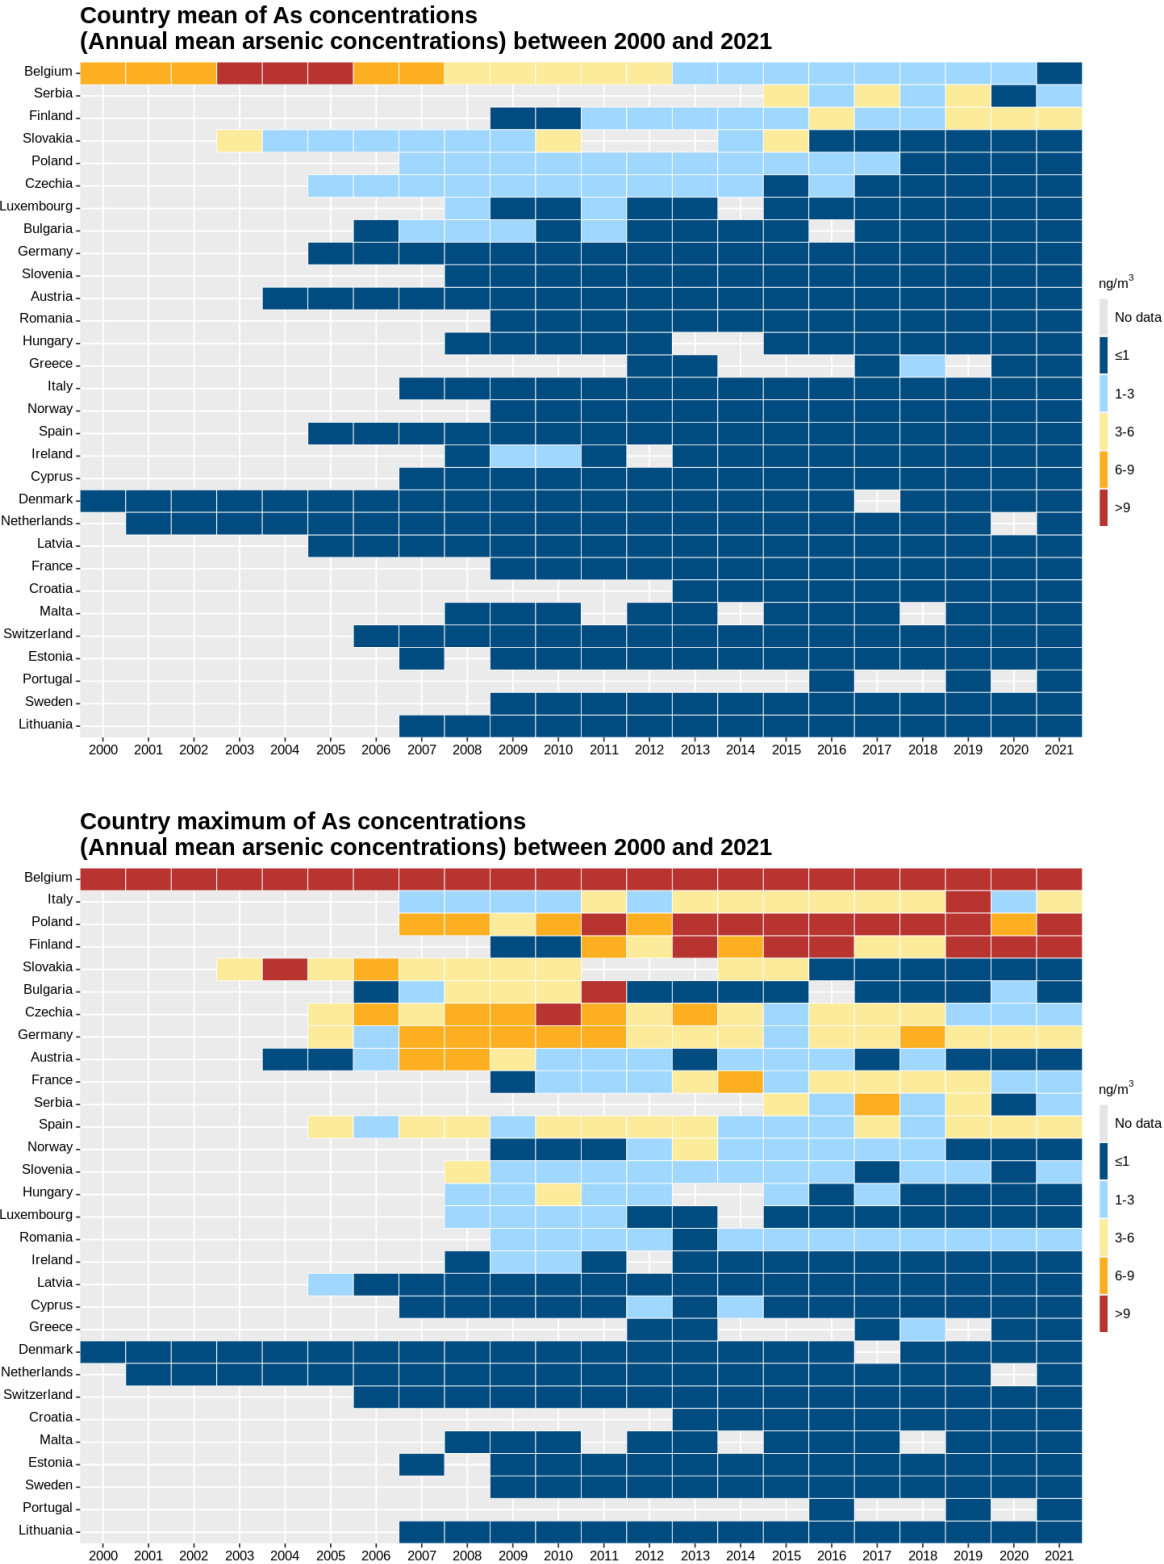 Country mean of As concentrations
(Annual mean arsenic concentrations) between 2000 and 2021
Belgium
Serbia
Finland
Slovakia
Poland
Czechia
Luxembourg
Bulgaria
Germany
Slovenia
Austria
Romania
Hungary
Greece
Italy
Norway
Spain
Ireland
Cyprus
Denmark
Netherlands
Latvia
France
Croatia
Malta
Switzerland
Estonia
Portugal
Sweden
Lithuania
2000 2001 2002 2003 2004 2005 2006 2007 2008 2009 2010 2011 2012 2013 2014 2015 2016 2017 2018 2019 2020 2021
ng/m³
No data
≤1
1-3
3-6
6-9
>9
Country maximum of As concentrations
(Annual mean arsenic concentrations) between 2000 and 2021
Belgium
Italy
Poland
Finland
Slovakia
Bulgaria
Czechia
Germany
Austria
France
Serbia
Spain
Norway
Slovenia
Hungary
Luxembourg
Romania
Ireland
Latvia
Cyprus
Greece
Denmark
Netherlands
Switzerland
Croatia
Malta
Estonia
Sweden
Portugal
Lithuania
2000 2001 2002 2003 2004 2005 2006 2007 2008 2009 2010 2011 2012 2013 2014 2015 2016 2017 2018 2019 2020 2021
ng/m³
No data
≤1
1-3
3-6
6-9
>9